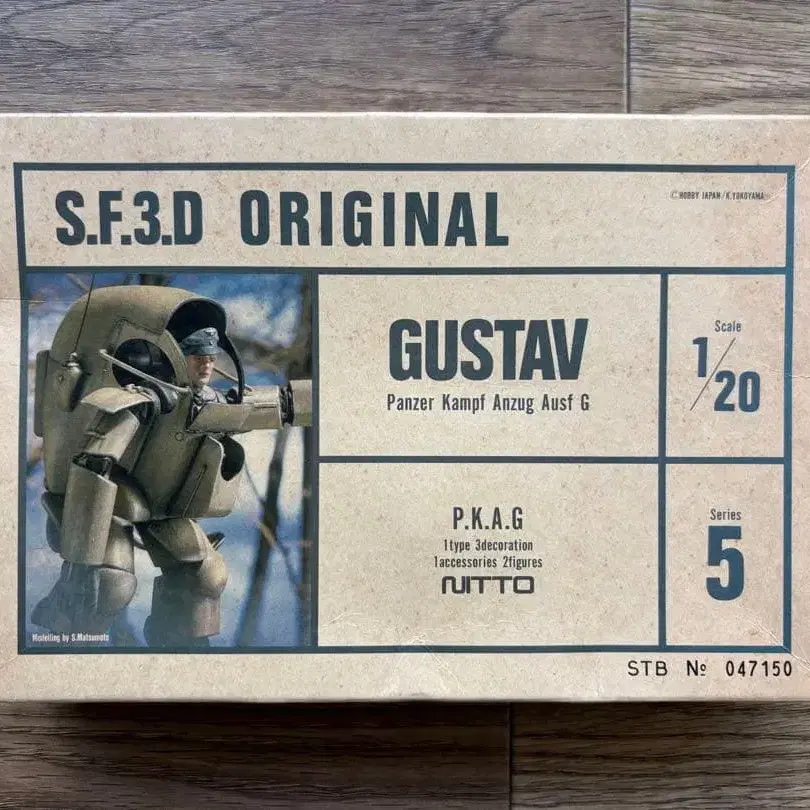 S.F.3.D ORIGINAL
© HOBBY JAPAN/K.YOKOYAMA
GUSTAV
Panzer Kampf Anzug Ausf G
Scale
1/20
P.K.A.G
1type 3decoration
1accessories 2figures
NITTO
Series
5
Modelling by S.Matsumoto
STB № 047150